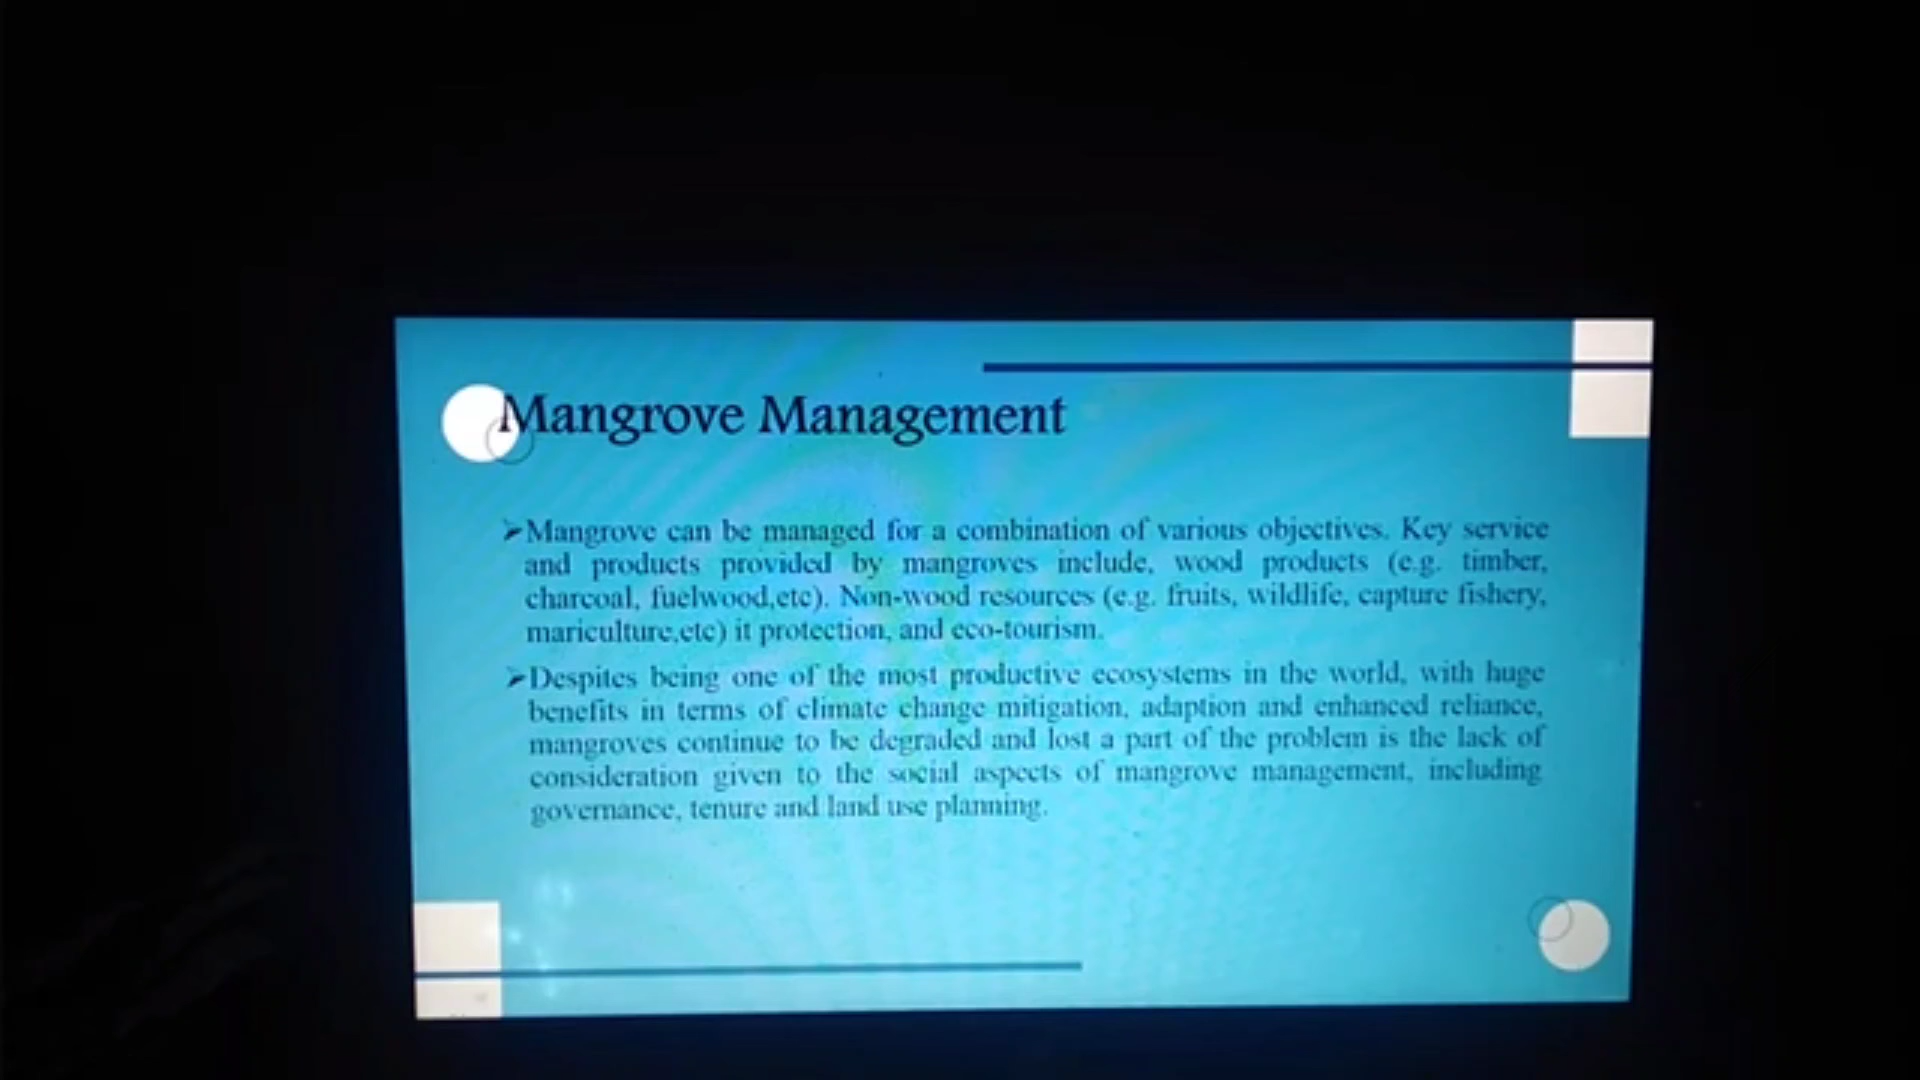 Mangrove Management
➢Mangrove can be managed for a combination of various objectives. Key service
and products provided by mangroves include, wood products (e.g. timber,
charcoal, fuelwood,etc). Non-wood resources (e.g. fruits, wildlife, capture fishery,
mariculture,etc) it protection, and eco-tourism.
➢Despites being one of the most productive ecosystems in the world, with huge
benefits in terms of climate change mitigation, adaption and enhanced reliance,
mangroves continue to be degraded and lost a part of the problem is the lack of
consideration given to the social aspects of mangrove management, including
governance, tenure and land use planning.